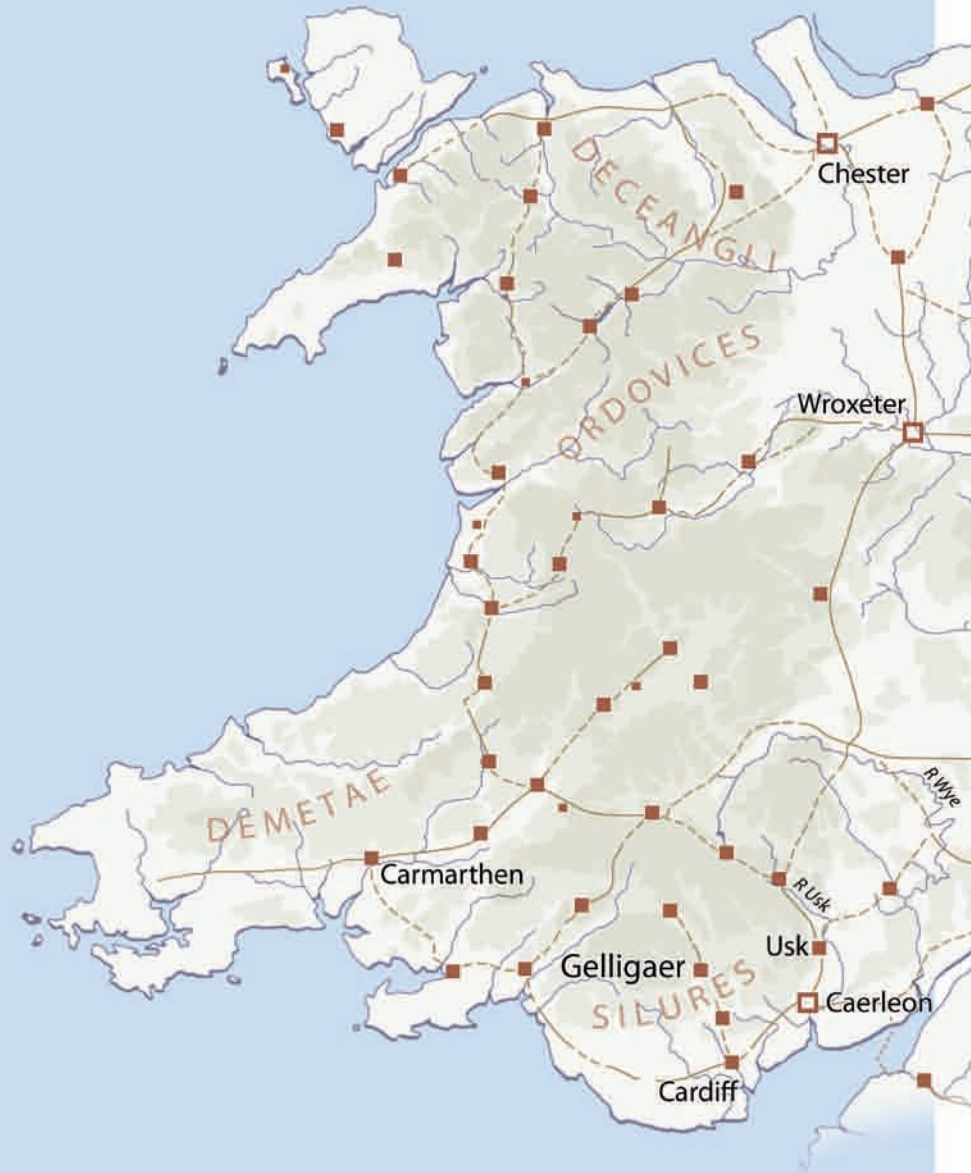 Chester
DECEANGLI
ORDOVICES
Wroxeter
R Wye
DEMETAE
Carmarthen
R Usk
Usk
Gelligaer
SILURES
Caerleon
Cardiff